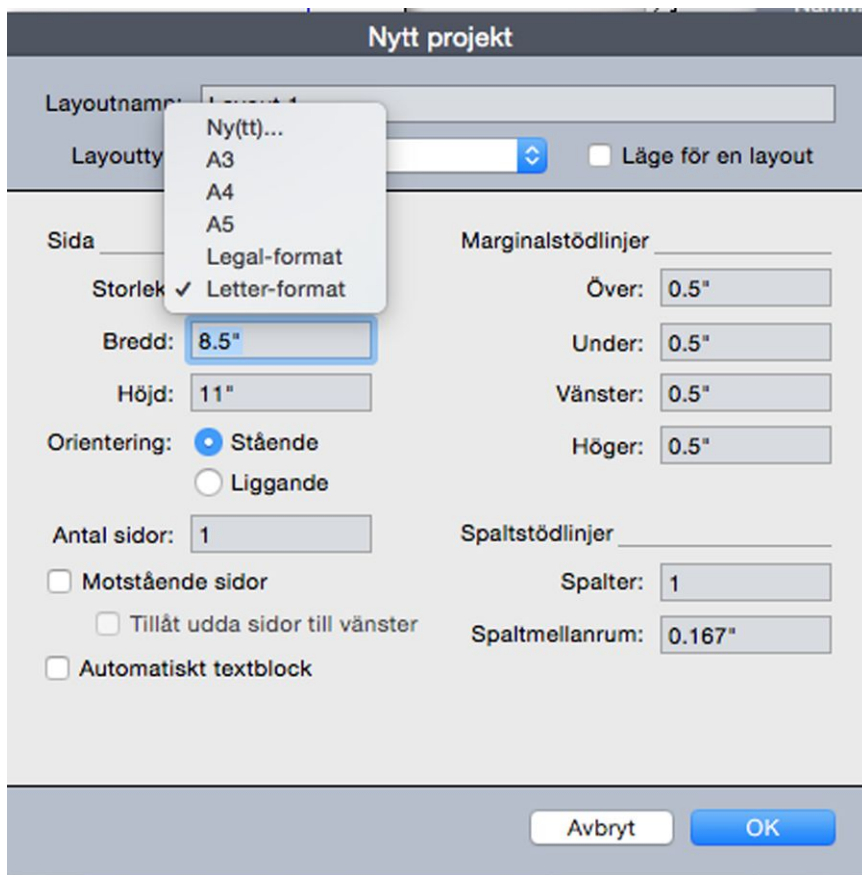 Nytt projekt
Layoutnamn:
Layoutty
Läge för en layout
Ny(tt)...
A3
A4
A5
Legal-format
✓ Letter-format
Sida
Storlek
Bredd: 8.5"
Höjd: 11"
Orientering: Stående
Liggande
Antal sidor: 1
Motstående sidor
Tillåt udda sidor till vänster
Automatiskt textblock
Marginalstödlinjer
Över: 0.5"
Under: 0.5"
Vänster: 0.5"
Höger: 0.5"
Spaltstödlinjer
Spalter: 1
Spaltmellanrum: 0.167"
Avbryt
OK